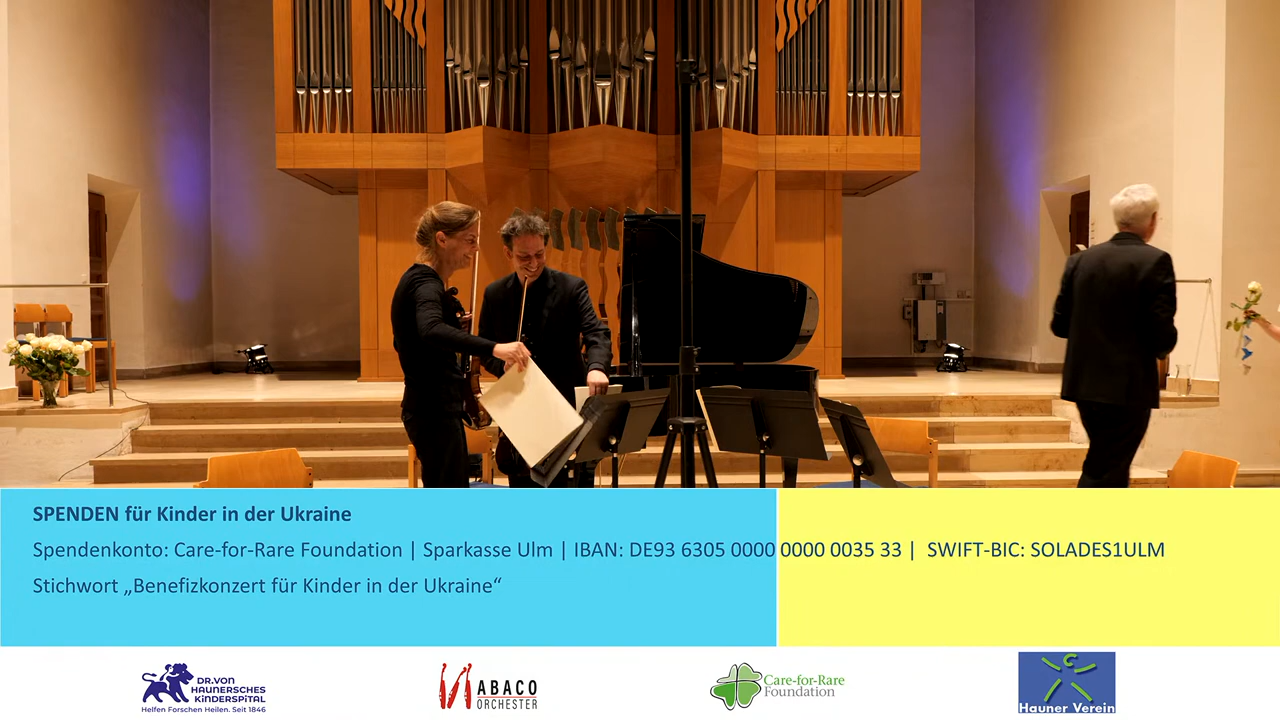 SPENDEN für Kinder in der Ukraine
Spendenkonto: Care-for-Rare Foundation | Sparkasse Ulm | IBAN: DE93 6305 0000 0000 0035 33 | SWIFT-BIC: SOLADES1ULM
Stichwort „Benefizkonzert für Kinder in der Ukraine“
DR.VON
HAUNERSCHES
KINDERSPITAL
Helfen Forschen Heilen. Seit 1846
ABACO
ORCHESTER
Care-for-Rare
Foundation
Hauner Verein